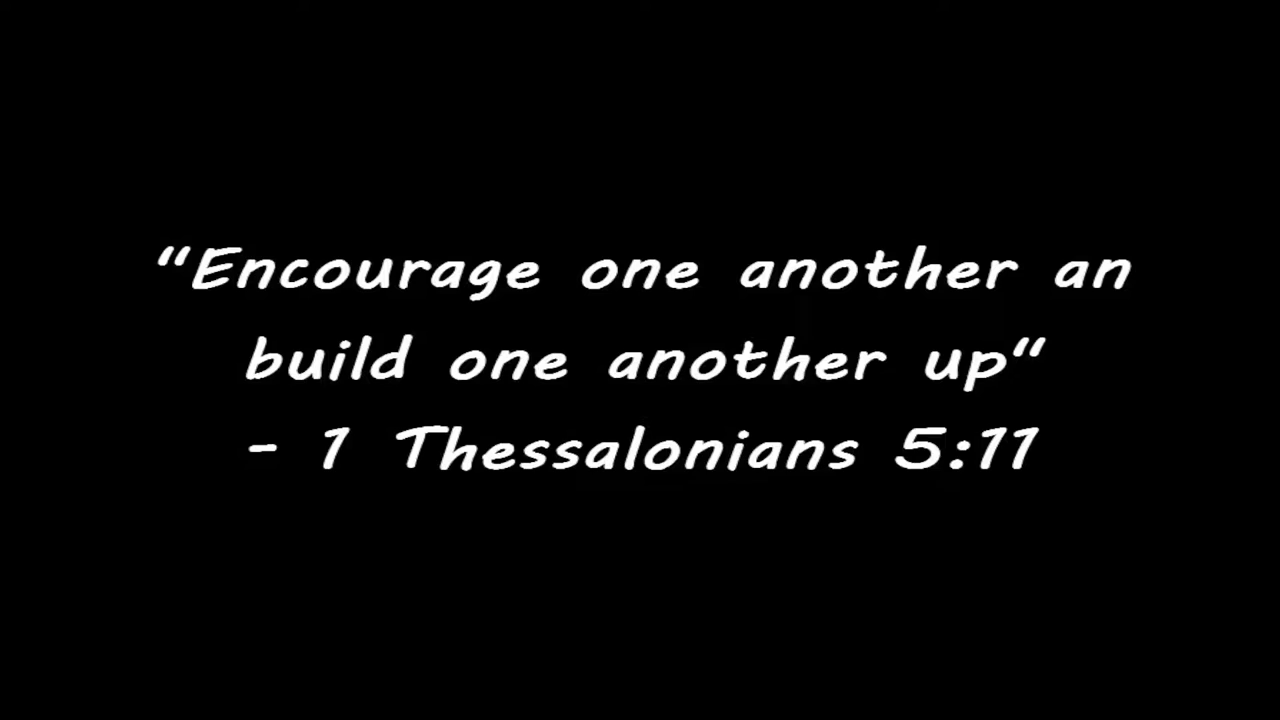 “Encourage one another an
build one another up“
- 1 Thessalonians 5:11